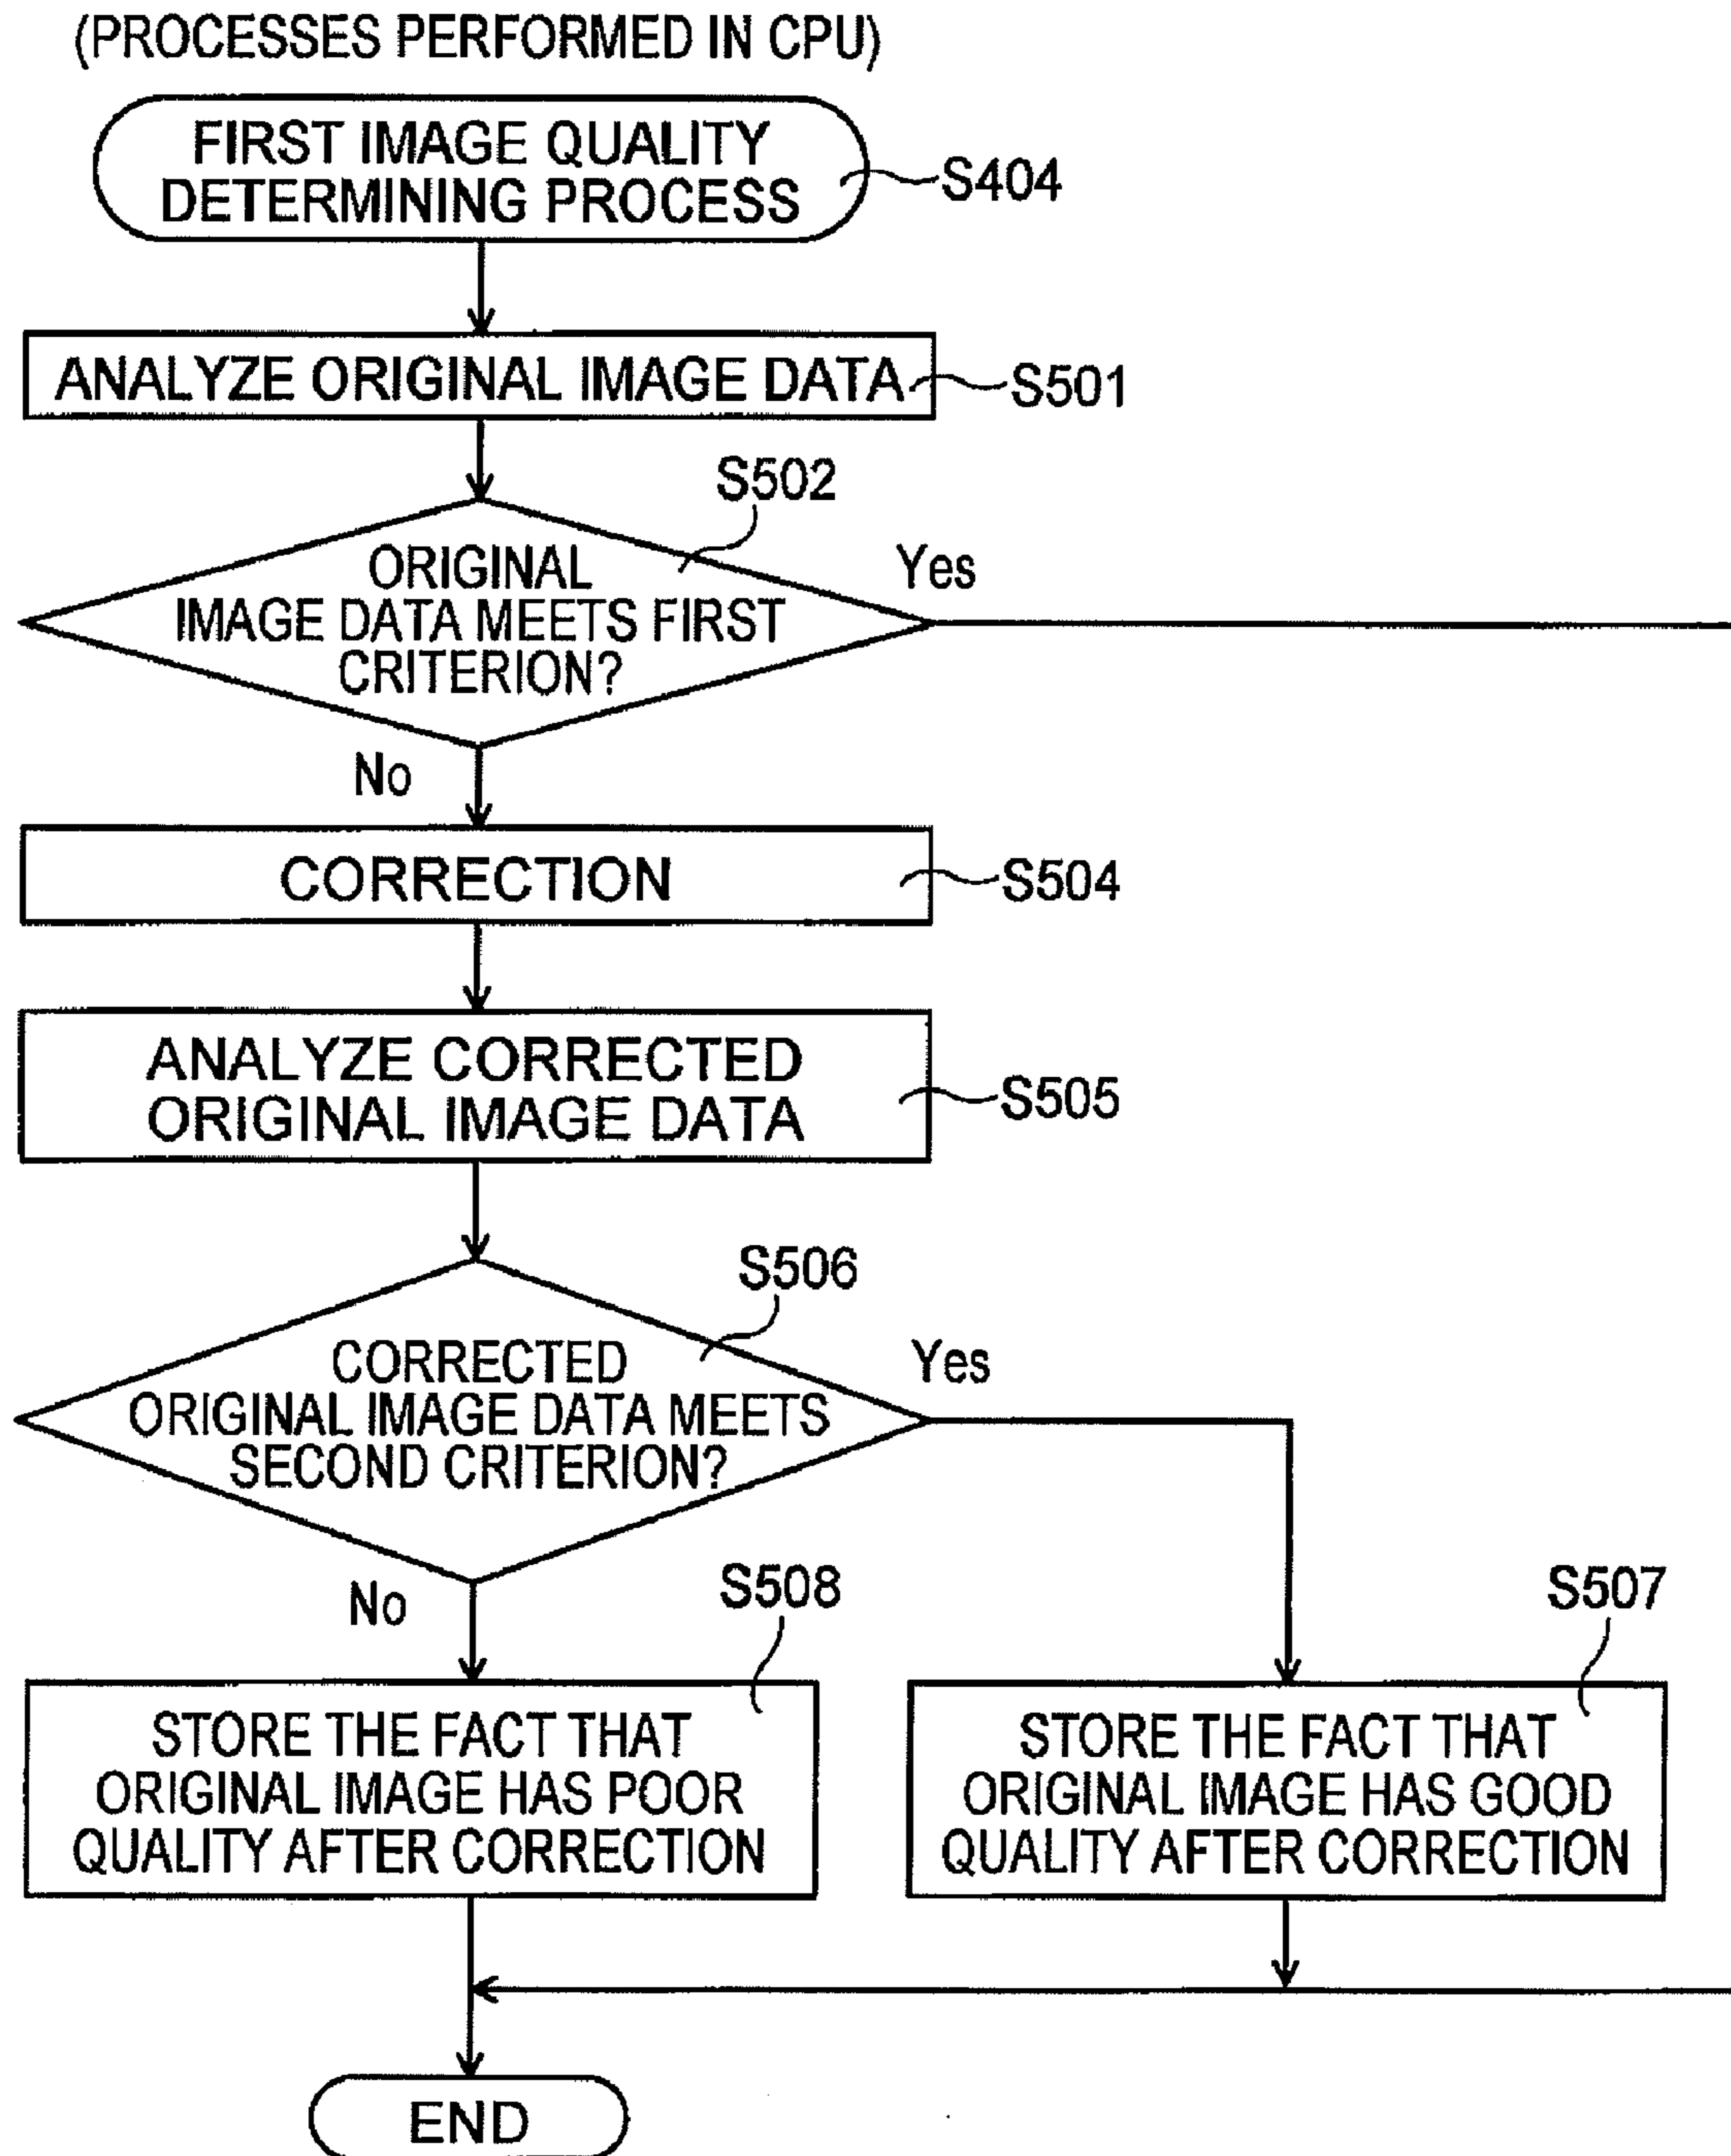 (PROCESSES PERFORMED IN CPU)
FIRST IMAGE QUALITY
DETERMINING PROCESS
S404
ANALYZE ORIGINAL IMAGE DATA
S501
S502
ORIGINAL
IMAGE DATA MEETS FIRST
CRITERION?
Yes
No
CORRECTION
S504
ANALYZE CORRECTED
ORIGINAL IMAGE DATA
S505
S506
CORRECTED
ORIGINAL IMAGE DATA MEETS
SECOND CRITERION?
Yes
No
S508
STORE THE FACT THAT
ORIGINAL IMAGE HAS POOR
QUALITY AFTER CORRECTION
S507
STORE THE FACT THAT
ORIGINAL IMAGE HAS GOOD
QUALITY AFTER CORRECTION
END